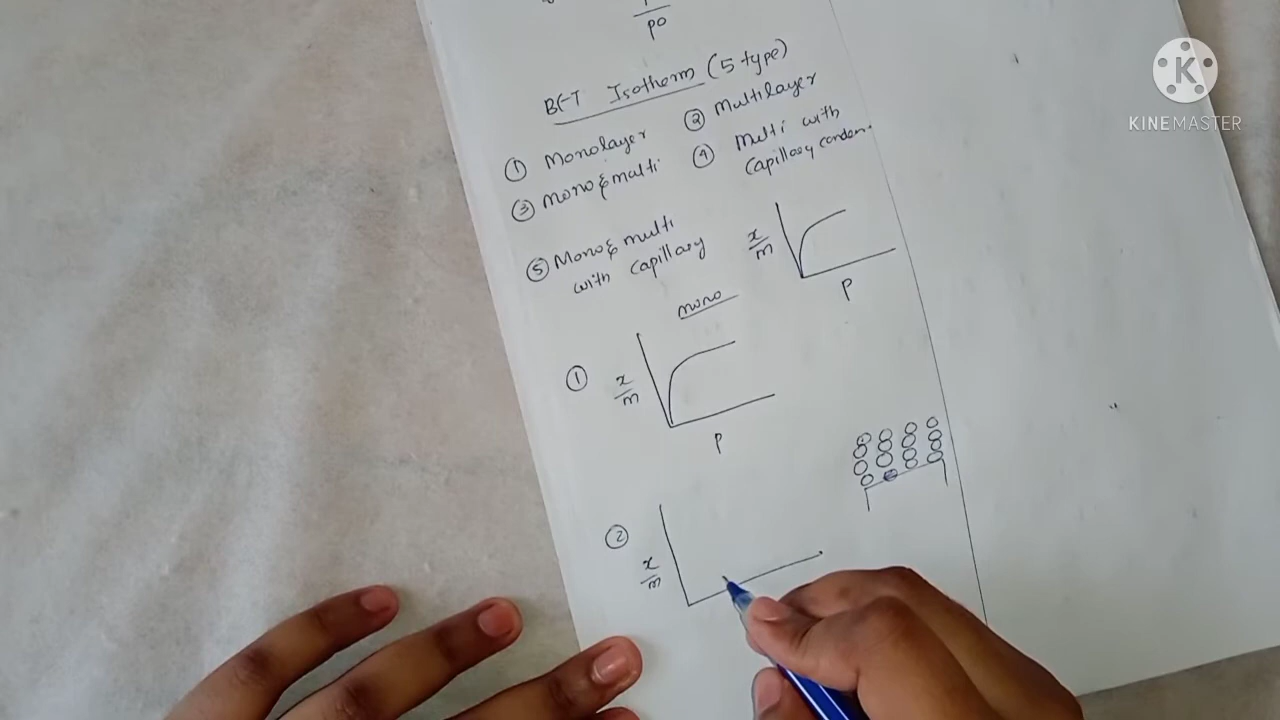 po
BET Isotherm (5 type)
① Monolayer
② Multilayer
③ Mono & multi
④ Multi with
Capillary conden.
⑤ Mono & multi
with Capillary
x/m
P
mono
①
x/m
P
②
x/m
KINEMASTER